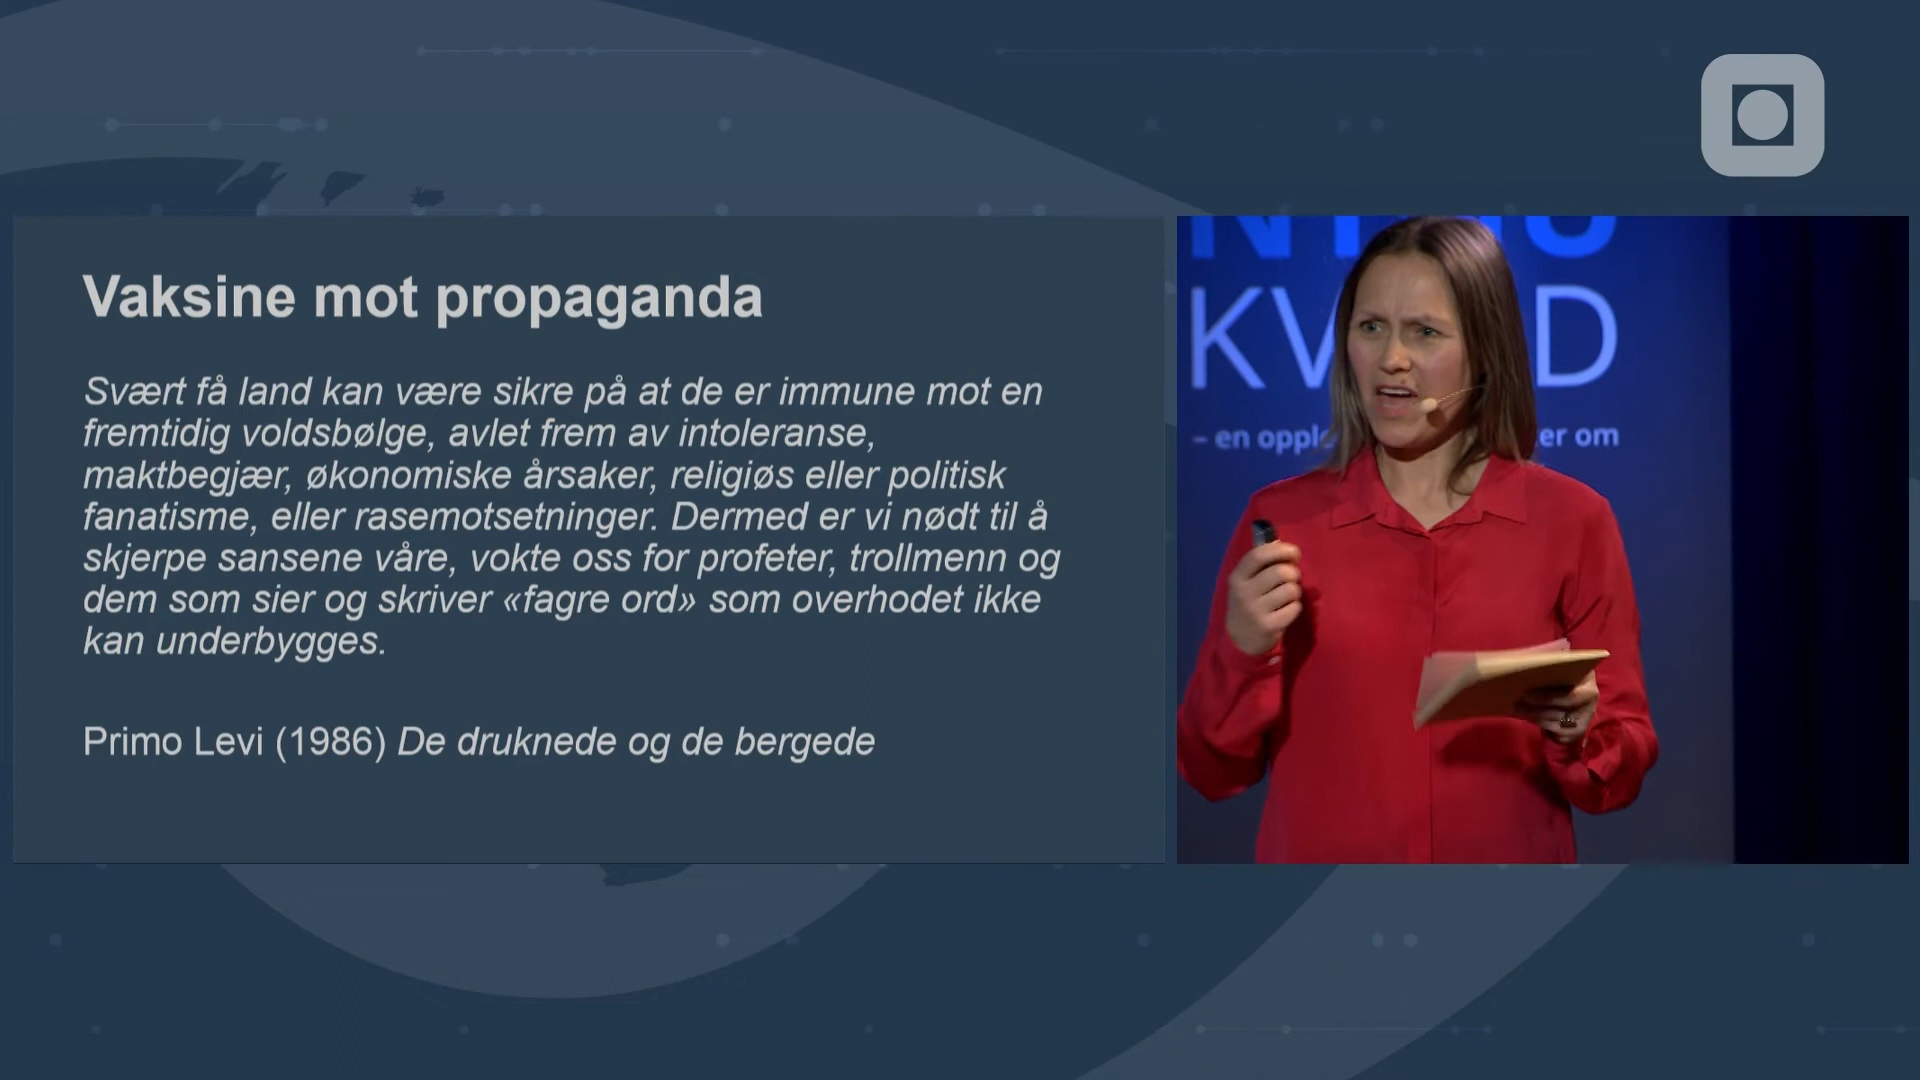 Vaksine mot propaganda
Svært få land kan være sikre på at de er immune mot en
fremtidig voldsbølge, avlet frem av intoleranse,
maktbegjær, økonomiske årsaker, religiøs eller politisk
fanatisme, eller rasemotsetninger. Dermed er vi nødt til å
skjerpe sansene våre, vokte oss for profeter, trollmenn og
dem som sier og skriver «fagre ord» som overhodet ikke
kan underbygges.
Primo Levi (1986) De druknede og de bergede
KV D
– en oppl er om